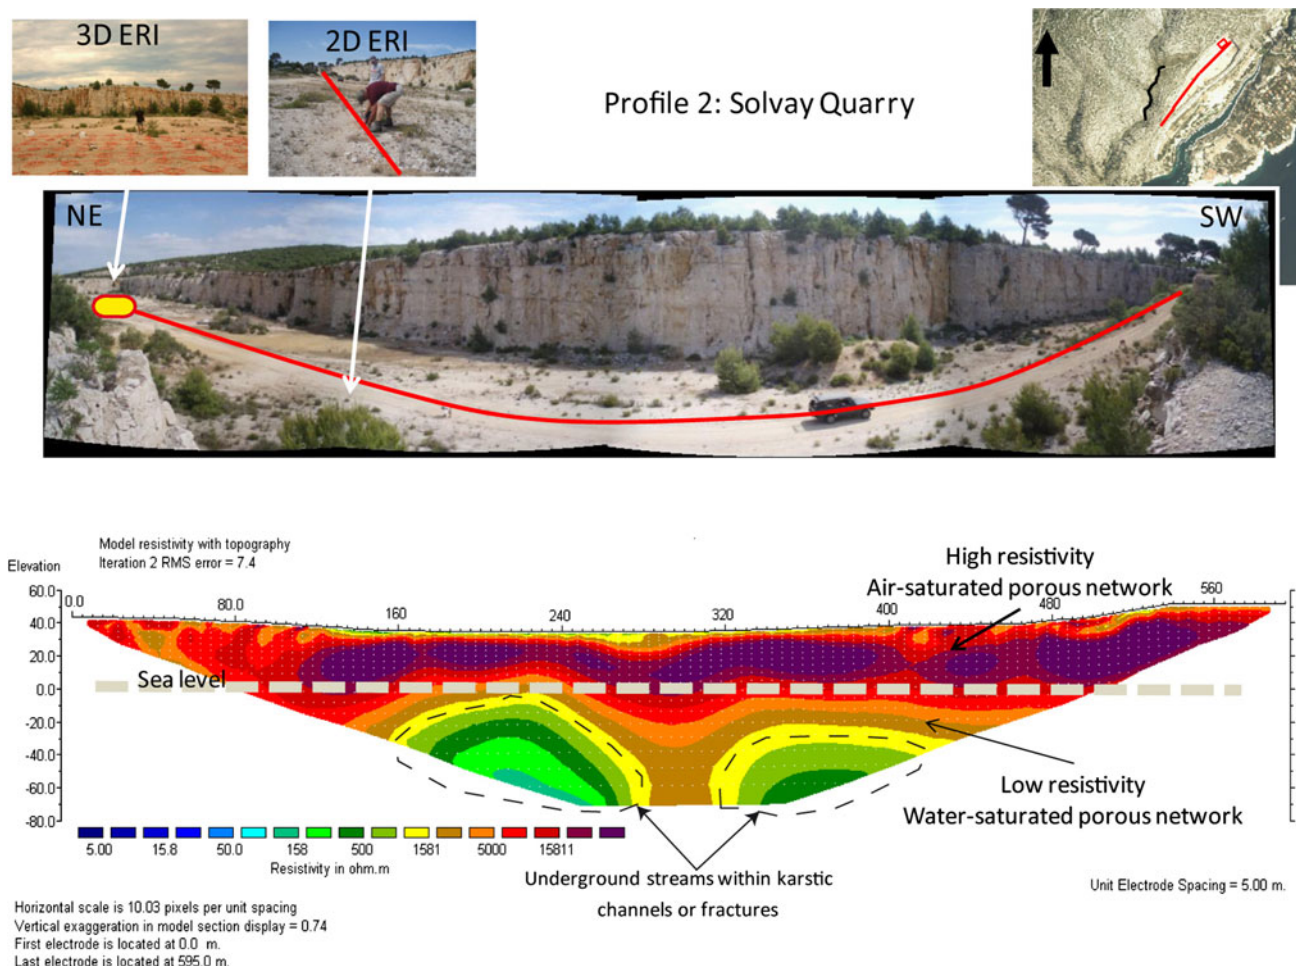 3D ERI
2D ERI
Profile 2: Solvay Quarry
NE
SW
Model resistivity with topography
Iteration 2 RMS error = 7.4
Elevation
High resistivity
Air-saturated porous network
60.0
40.0
20.0
0.0
-20.0
-40.0
-60.0
-80.0
0.0 80.0 160 240 320 400 480 560
Sea level
Low resistivity
Water-saturated porous network
5.00 15.8 50.0 158 500 1581 5000 15811
Resistivity in ohm.m
Underground streams within karstic
channels or fractures
Unit Electrode Spacing = 5.00 m.
Horizontal scale is 10.03 pixels per unit spacing
Vertical exaggeration in model section display = 0.74
First electrode is located at 0.0 m.
Last electrode is located at 595.0 m.